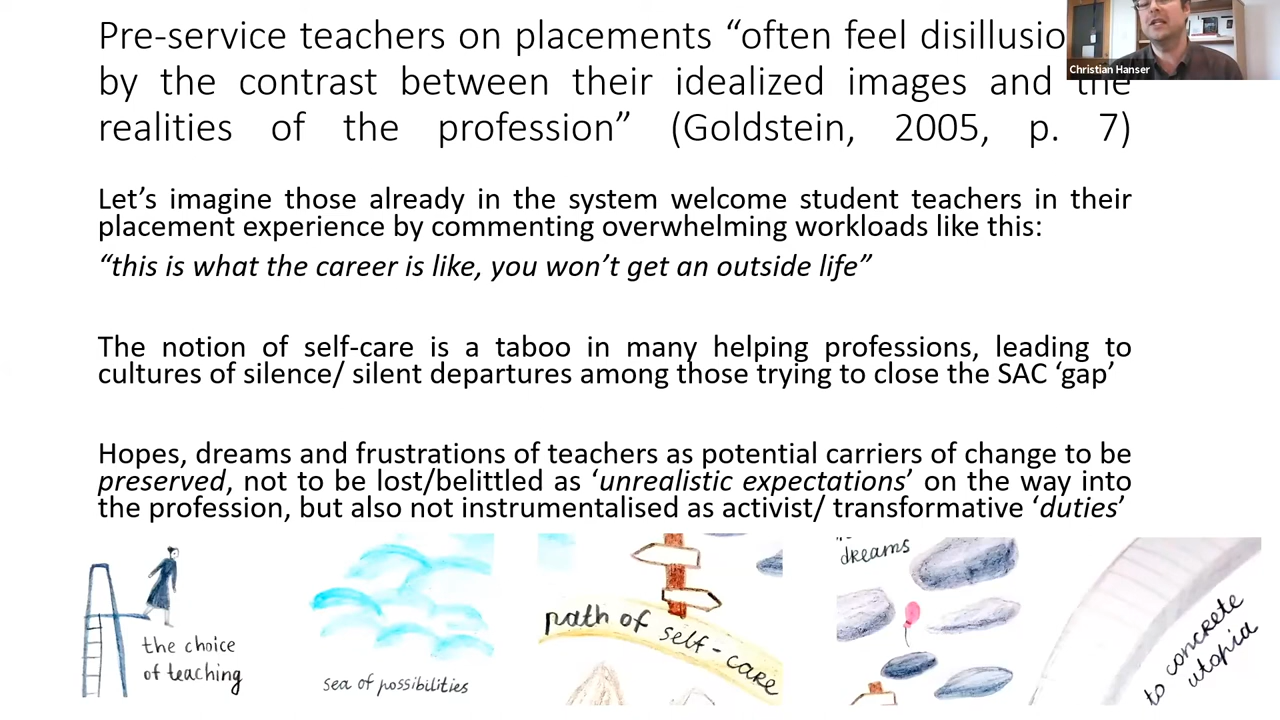 Pre-service teachers on placements “often feel disillusio
by the contrast between their idealized images and the
realities of the profession” (Goldstein, 2005, p. 7)
Christian Hanser
Let’s imagine those already in the system welcome student teachers in their
placement experience by commenting overwhelming workloads like this:
“this is what the career is like, you won’t get an outside life”
The notion of self-care is a taboo in many helping professions, leading to
cultures of silence/ silent departures among those trying to close the SAC ‘gap’
Hopes, dreams and frustrations of teachers as potential carriers of change to be
preserved, not to be lost/belittled as ‘unrealistic expectations’ on the way into
the profession, but also not instrumentalised as activist/ transformative ‘duties’
the choice
of teaching
sea of possibilities
path of self-care
dreams
to concrete
utopia